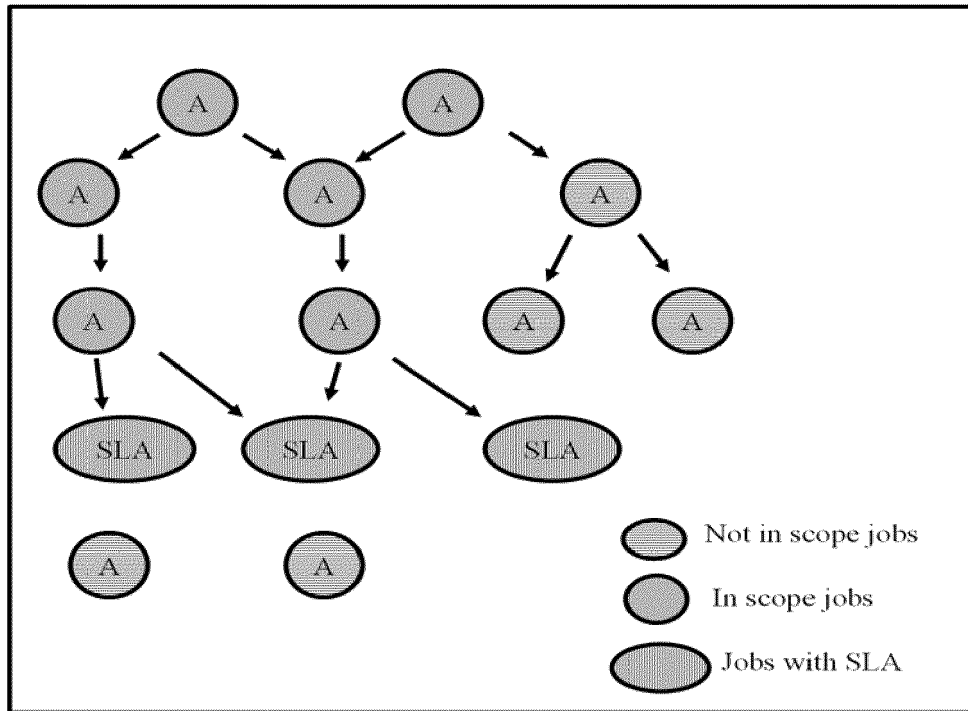 A A
A A A
A A A A
SLA SLA SLA
A A
Not in scope jobs
In scope jobs
Jobs with SLA